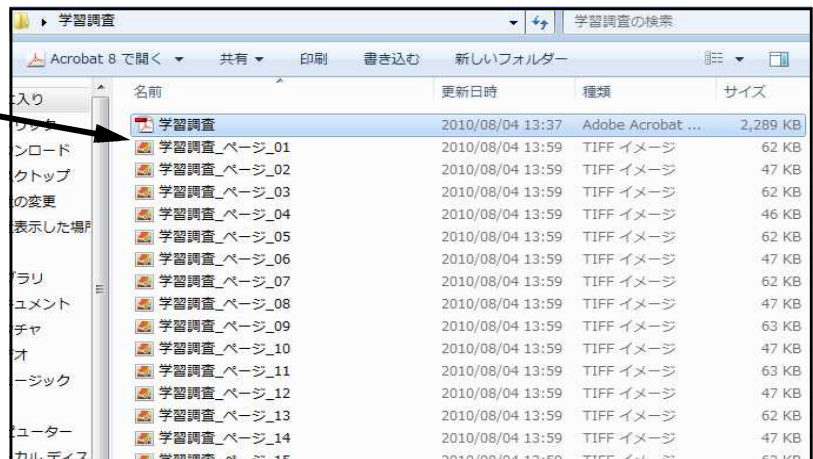 学習調査
学習調査の検索
Acrobat 8 で開く 共有 印刷 書き込む 新しいフォルダー
名前 更新日時 種類 サイズ
に入り
リック
ンロード
クトップ
の変更
表示した場所
ブラリ
ュメント
チャ
オ
ージック
ピューター
カル ディス
学習調査 2010/08/04 13:37 Adobe Acrobat ... 2,289 KB
学習調査_ページ_01 2010/08/04 13:59 TIFF イメージ 62 KB
学習調査_ページ_02 2010/08/04 13:59 TIFF イメージ 47 KB
学習調査_ページ_03 2010/08/04 13:59 TIFF イメージ 62 KB
学習調査_ページ_04 2010/08/04 13:59 TIFF イメージ 46 KB
学習調査_ページ_05 2010/08/04 13:59 TIFF イメージ 62 KB
学習調査_ページ_06 2010/08/04 13:59 TIFF イメージ 47 KB
学習調査_ページ_07 2010/08/04 13:59 TIFF イメージ 62 KB
学習調査_ページ_08 2010/08/04 13:59 TIFF イメージ 47 KB
学習調査_ページ_09 2010/08/04 13:59 TIFF イメージ 63 KB
学習調査_ページ_10 2010/08/04 13:59 TIFF イメージ 47 KB
学習調査_ページ_11 2010/08/04 13:59 TIFF イメージ 63 KB
学習調査_ページ_12 2010/08/04 13:59 TIFF イメージ 47 KB
学習調査_ページ_13 2010/08/04 13:59 TIFF イメージ 62 KB
学習調査_ページ_14 2010/08/04 13:59 TIFF イメージ 47 KB